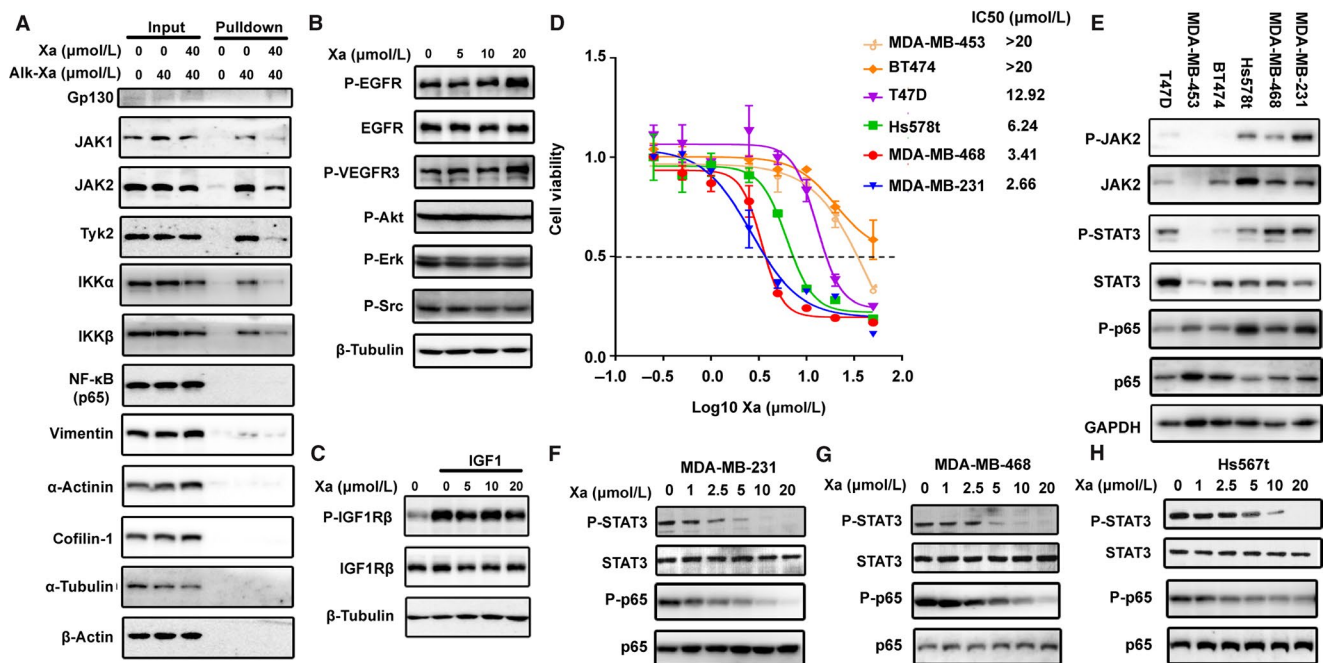 A
Input Pulldown
Xa (µmol/L) 0 0 40 0 0 40
Alk-Xa (µmol/L) 0 40 40 0 40 40
Gp130
JAK1
JAK2
Tyk2
IKKα
IKKβ
NF-κB
(p65)
Vimentin
α-Actinin
Cofilin-1
α-Tubulin
β-Actin
B
Xa (µmol/L)
0 5 10 20
P-EGFR
EGFR
P-VEGFR3
P-Akt
P-Erk
P-Src
β-Tubulin
C
IGF1
Xa (µmol/L) 0 0 5 10 20
P-IGF1Rβ
IGF1Rβ
β-Tubulin
D
IC50 (µmol/L)
MDA-MB-453 >20
BT474 >20
T47D 12.92
Hs578t 6.24
MDA-MB-468 3.41
MDA-MB-231 2.66
Cell viability
1.5
1.0
0.5
0.0
−1.0 −0.5 0.0 0.5 1.0 1.5 2.0
Log10 Xa (µmol/L)
E
T47D
MDA-MB-453
BT474
Hs578t
MDA-MB-468
MDA-MB-231
P-JAK2
JAK2
P-STAT3
STAT3
P-p65
p65
GAPDH
F
MDA-MB-231
Xa (µmol/L) 0 1 2.5 5 10 20
P-STAT3
STAT3
P-p65
p65
G
MDA-MB-468
Xa (µmol/L) 0 1 2.5 5 10 20
P-STAT3
STAT3
P-p65
p65
H
Hs567t
Xa (µmol/L) 0 1 2.5 5 10 20
P-STAT3
STAT3
P-p65
p65